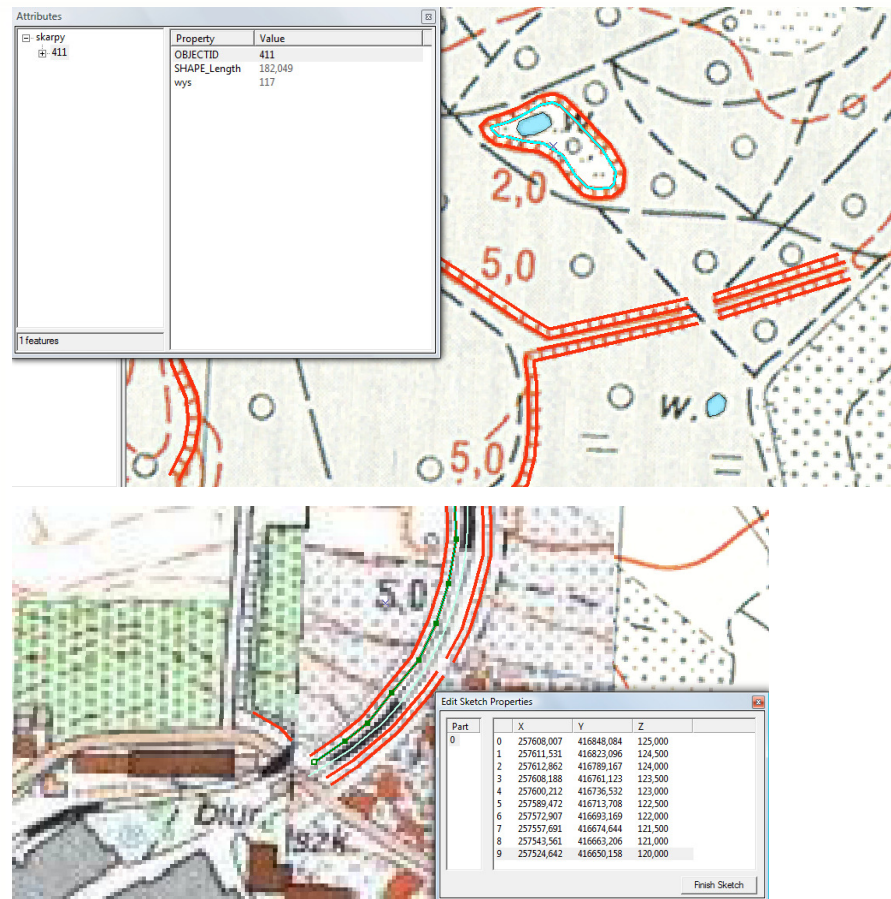 Attributes
skarpy
411
Property Value
OBJECTID 411
SHAPE_Length 182,049
wys 117
1 features
2,0
5,0
w.
5,0
5,0
Edit Sketch Properties
Part
0
X Y Z
0 257608,007 416848,084 125,000
1 257611,531 416823,096 124,500
2 257612,862 416789,167 124,000
3 257608,188 416761,123 123,500
4 257600,212 416736,532 123,000
5 257589,472 416713,708 122,500
6 257572,907 416693,169 122,000
7 257557,691 416674,644 121,500
8 257543,561 416663,206 121,000
9 257524,642 416650,158 120,000
Finish Sketch